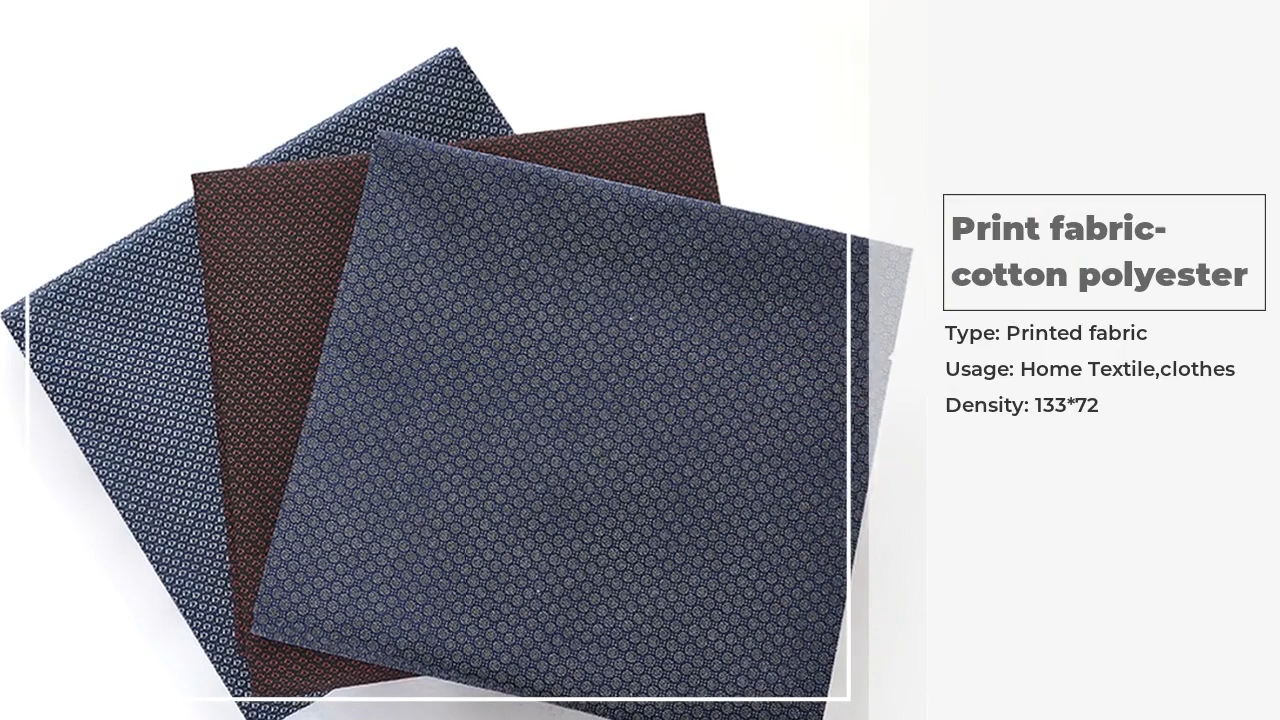 Print fabric-
cotton polyester
Type: Printed fabric
Usage: Home Textile,clothes
Density: 133*72